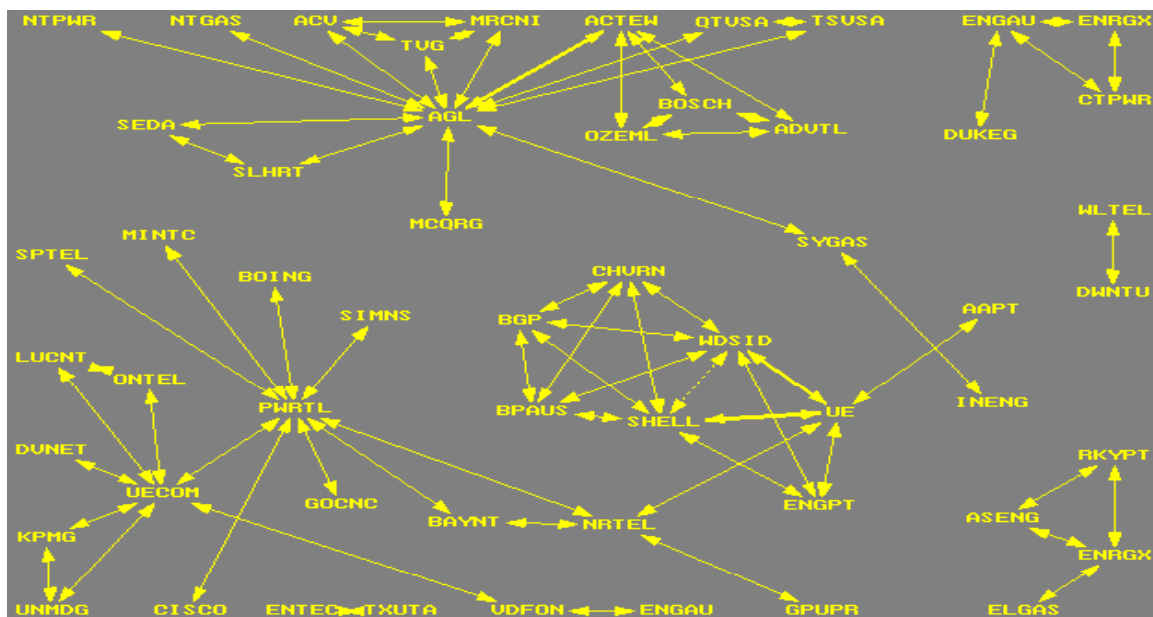 NTPWR NTGAS ACV MRCNI ACTEW QTVSA TSVSA ENGAU ENRGX
TVG
BOSCH CTPWR
SEDA AGL OZEML ADVTL DUKEG
SLHRT
MCQRG WLTEL
MINTC SYGAS
SPTEL BOING CHVRN DWNTU
SIMNS BGP WDSID AAPT
LUCNT ONTEL
PWRTL BPAUS SHELL UE INENG
DVNET RKYPT
UECOM GOCNC ENGPT
KPMG BAYNT NRTEL ASENG
ENRGX
UNMDG CISCO ENTEC TXUTA VDFON ENGAU GPUPR ELGAS